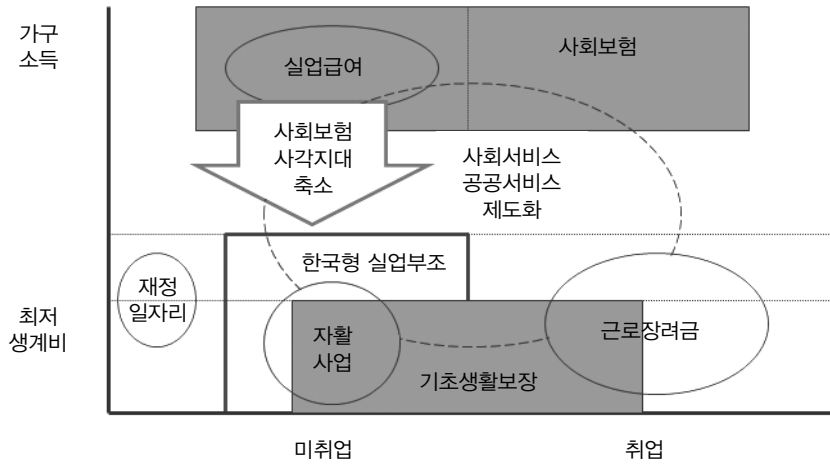 가구
소득
실업급여
사회보험
사회보험
사각지대
축소
사회서비스
공공서비스
제도화
한국형 실업부조
재정
일자리
최저
생계비
자활
사업
근로장려금
기초생활보장
미취업
취업